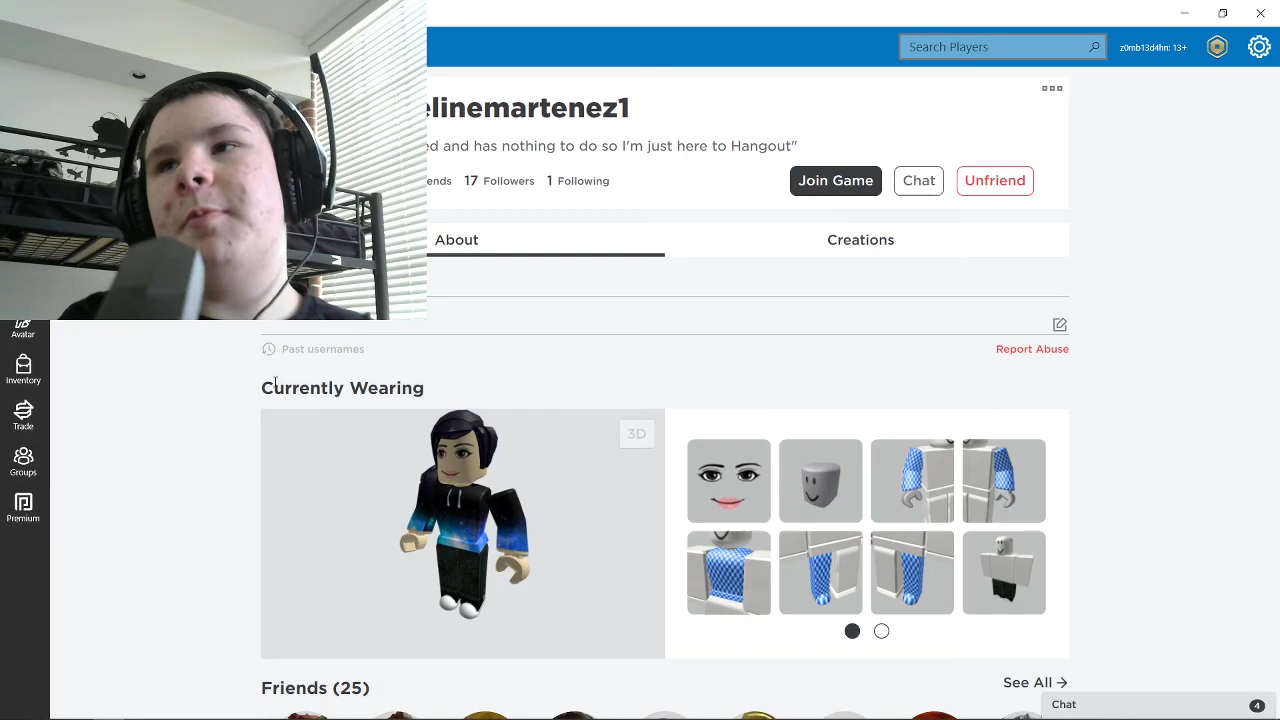 Search Players
z0mb13d4hn: 13+
elinemartenez1
ed and has nothing to do so I'm just here to Hangout"
ends 17 Followers 1 Following
Join Game
Chat
Unfriend
About
Creations
Avatar
Past usernames
Report Abuse
Inventory
Currently Wearing
Trade
3D
Groups
Premium
Friends (25)
See All →
Chat
4